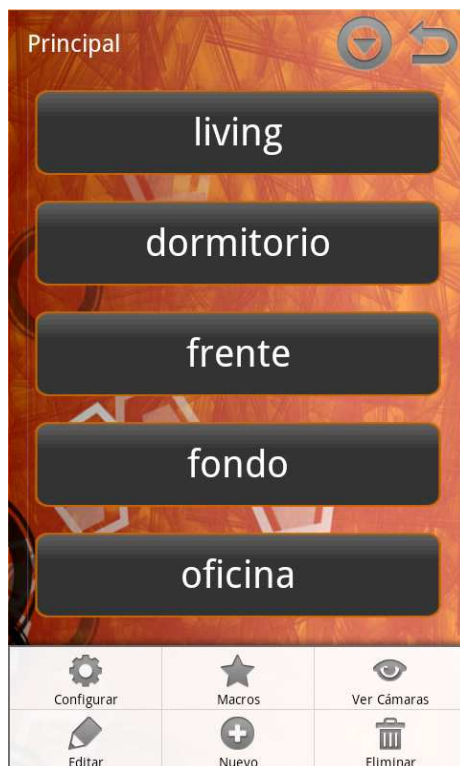 Principal
living
dormitorio
frente
fondo
oficina
Configurar Macros Ver Cámaras
Editar Nuevo Eliminar